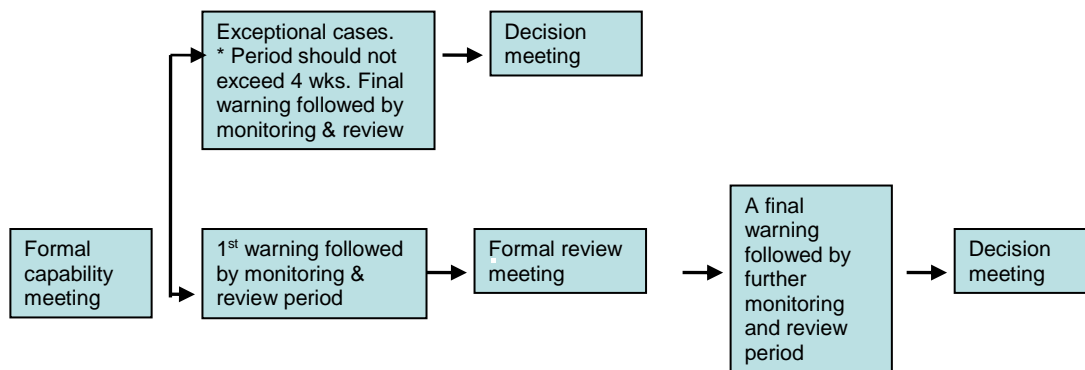 Exceptional cases.
* Period should not
exceed 4 wks. Final
warning followed by
monitoring & review
Decision
meeting
Formal
capability
meeting
1st warning followed
by monitoring &
review period
Formal review
meeting
A final
warning
followed by
further
monitoring
and review
period
Decision
meeting